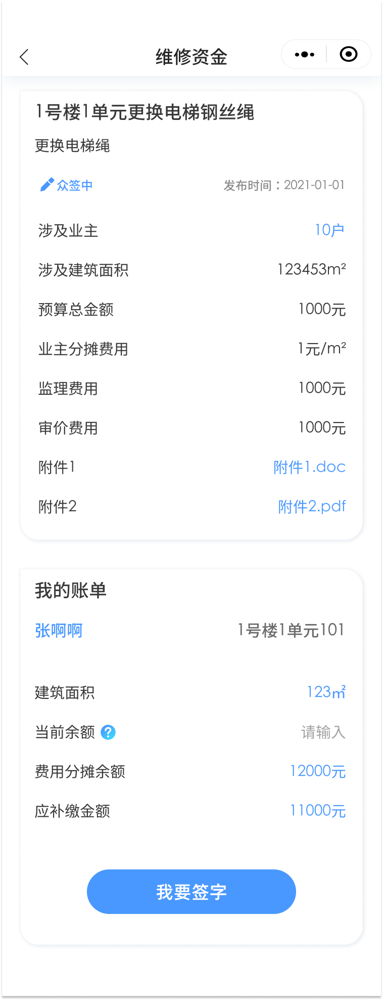 维修资金
1号楼1单元更换电梯钢丝绳
更换电梯绳
众签中 发布时间：2021-01-01
涉及业主 10户
涉及建筑面积 123453m²
预算总金额 1000元
业主分摊费用 1元/m²
监理费用 1000元
审价费用 1000元
附件1 附件1.doc
附件2 附件2.pdf
我的账单
张啊啊 1号楼1单元101
建筑面积 123㎡
当前余额 ? 请输入
费用分摊余额 12000元
应补缴金额 11000元
我要签字